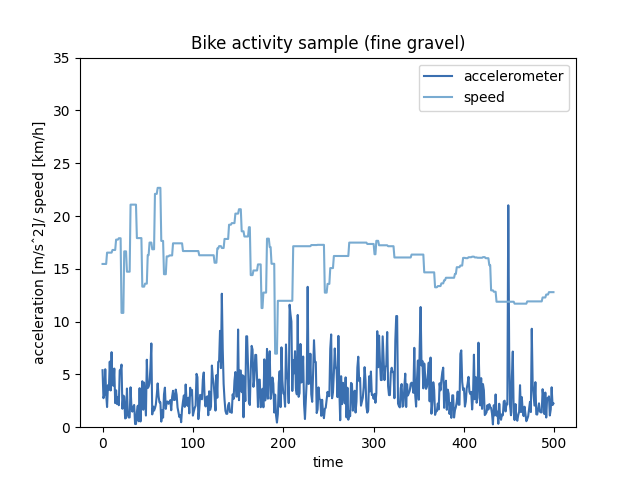 Bike activity sample (fine gravel)
accelerometer
speed
35
30
25
20
15
10
5
0
acceleration [m/s^2]/ speed [km/h]
0 100 200 300 400 500
time